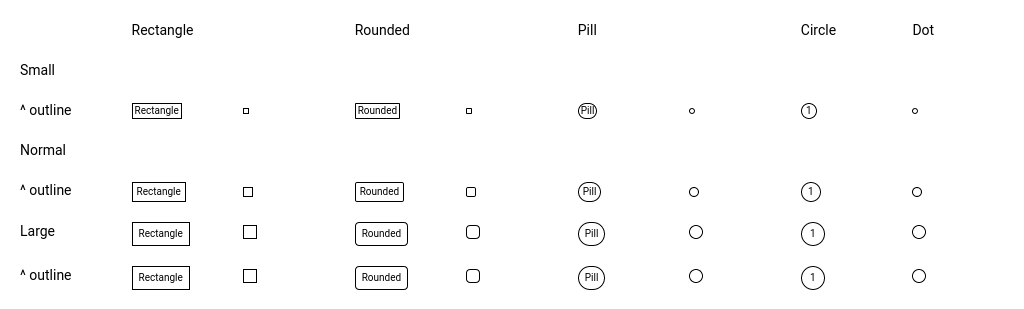 Rectangle Rounded Pill Circle Dot
Small
^ outline Rectangle Rounded Pill 1
Normal
^ outline Rectangle Rounded Pill 1
Large Rectangle Rounded Pill 1
^ outline Rectangle Rounded Pill 1